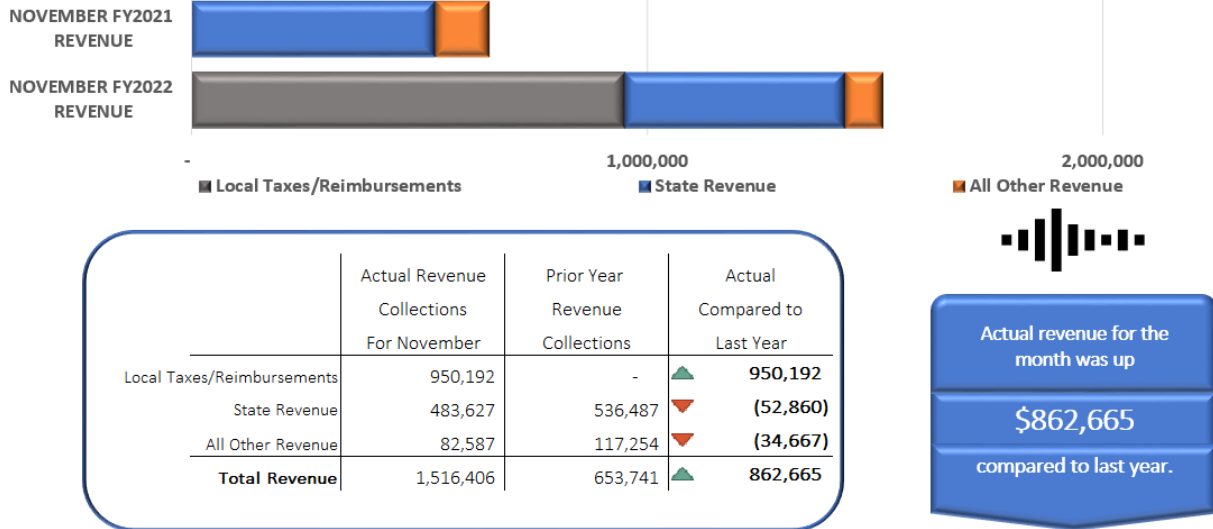 NOVEMBER FY2021
REVENUE
NOVEMBER FY2022
REVENUE
- 1,000,000 2,000,000
Local Taxes/Reimbursements State Revenue All Other Revenue
Actual Revenue Prior Year Actual
Collections Revenue Compared to
For November Collections Last Year
Local Taxes/Reimbursements 950,192 - 950,192
State Revenue 483,627 536,487 (52,860)
All Other Revenue 82,587 117,254 (34,667)
Total Revenue 1,516,406 653,741 862,665
Actual revenue for the
month was up
$862,665
compared to last year.